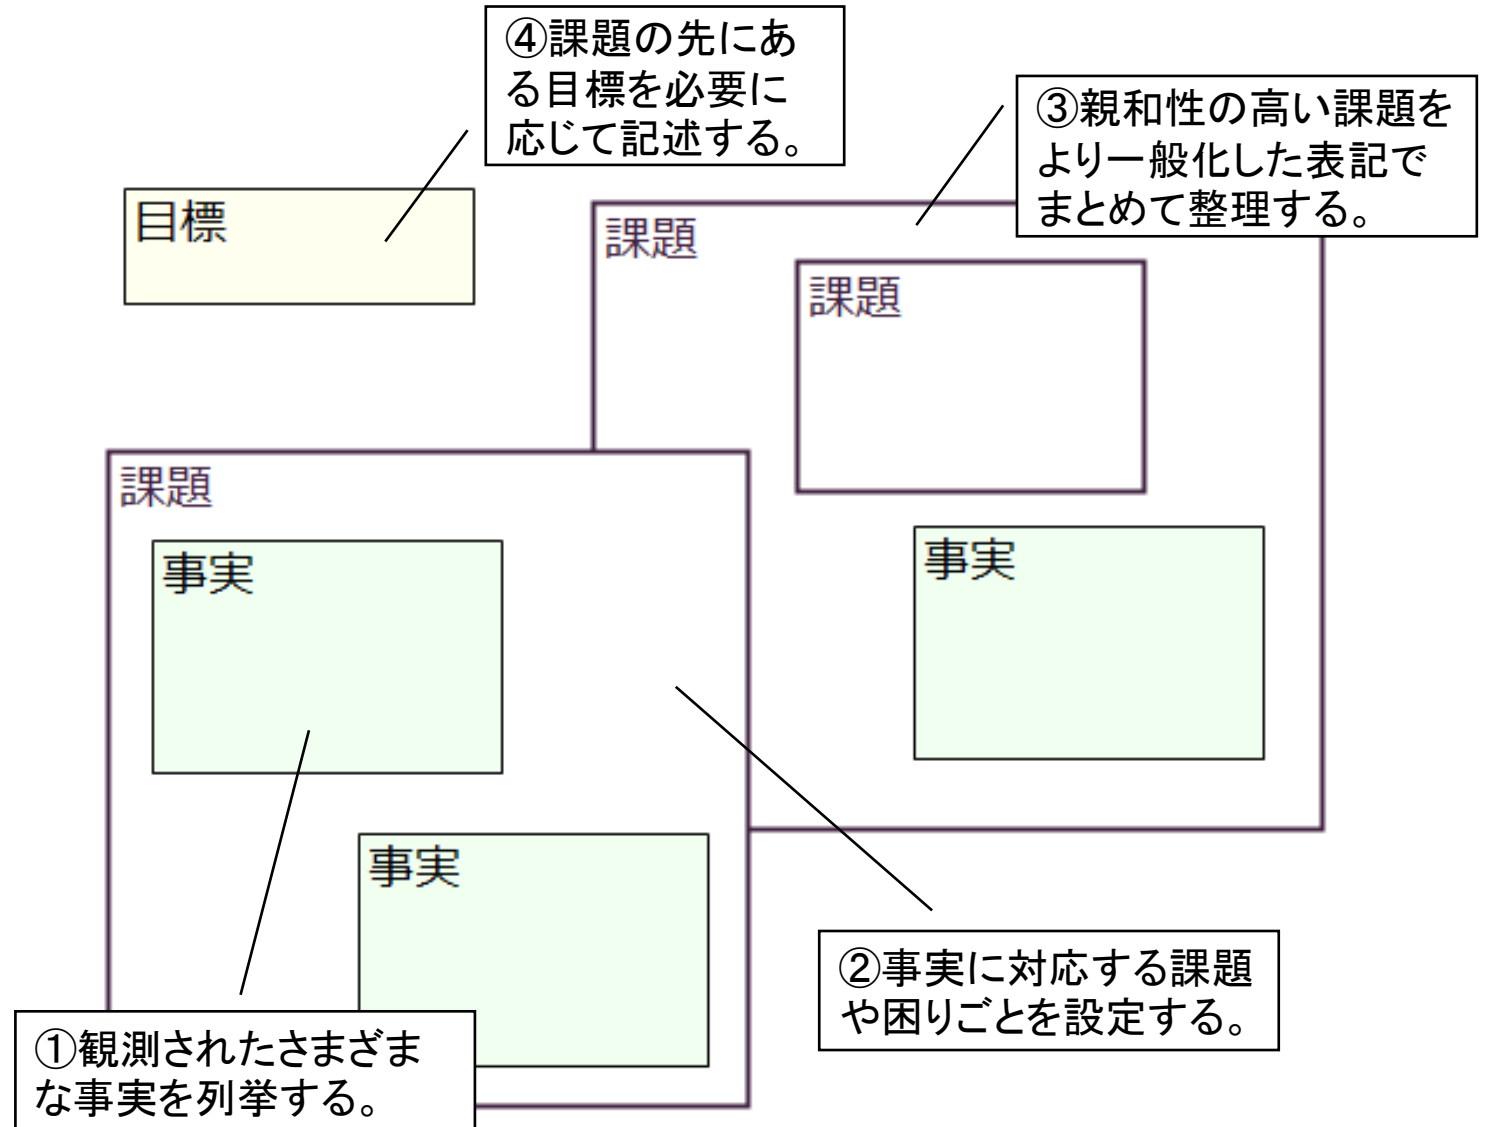 ④課題の先にあ
る目標を必要に
応じて記述する。
③親和性の高い課題を
より一般化した表記で
まとめて整理する。
目標
課題
課題
課題
事実
事実
事実
②事実に対応する課題
や困りごとを設定する。
①観測されたさまざま
な事実を列挙する。